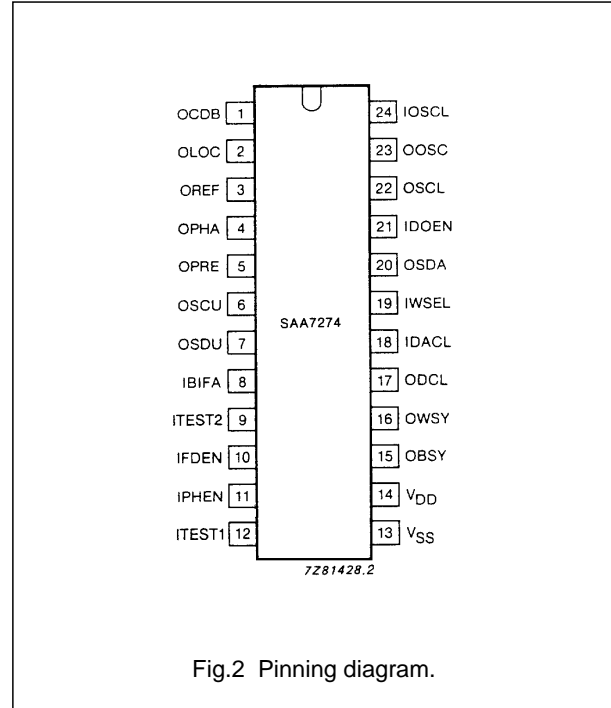 OCDB 1 24 IOSCL
OLOC 2 23 OOSC
OREF 3 22 OSCL
OPHA 4 21 IDOEN
OPRE 5 20 OSDA
OSCU 6 19 IWSEL
SAA7274
OSDU 7 18 IDACL
IBIFA 8 17 ODCL
ITEST2 9 16 OWSY
IFDEN 10 15 OBSY
IPHEN 11 14 VDD
ITEST1 12 13 VSS
7Z81428.2
Fig.2 Pinning diagram.